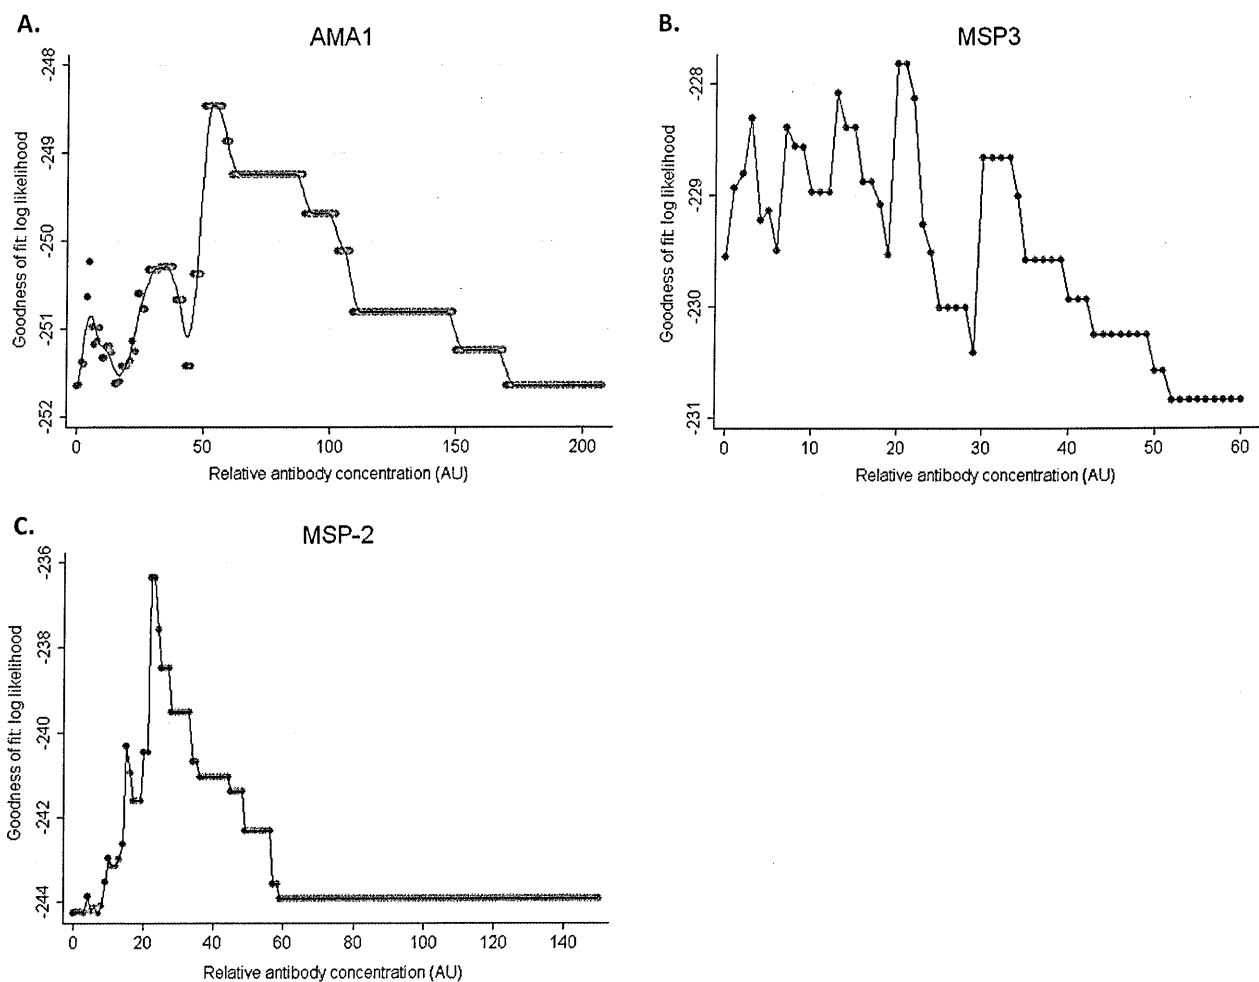 A.
AMA1
Goodness of fit: log likelihood
-248
-249
-250
-251
-252
0 50 100 150 200
Relative antibody concentration (AU)
B.
MSP3
Goodness of fit: log likelihood
-228
-229
-230
-231
0 10 20 30 40 50 60
Relative antibody concentration (AU)
C.
MSP-2
Goodness of fit: log likelihood
-236
-238
-240
-242
-244
0 20 40 60 80 100 120 140
Relative antibody concentration (AU)